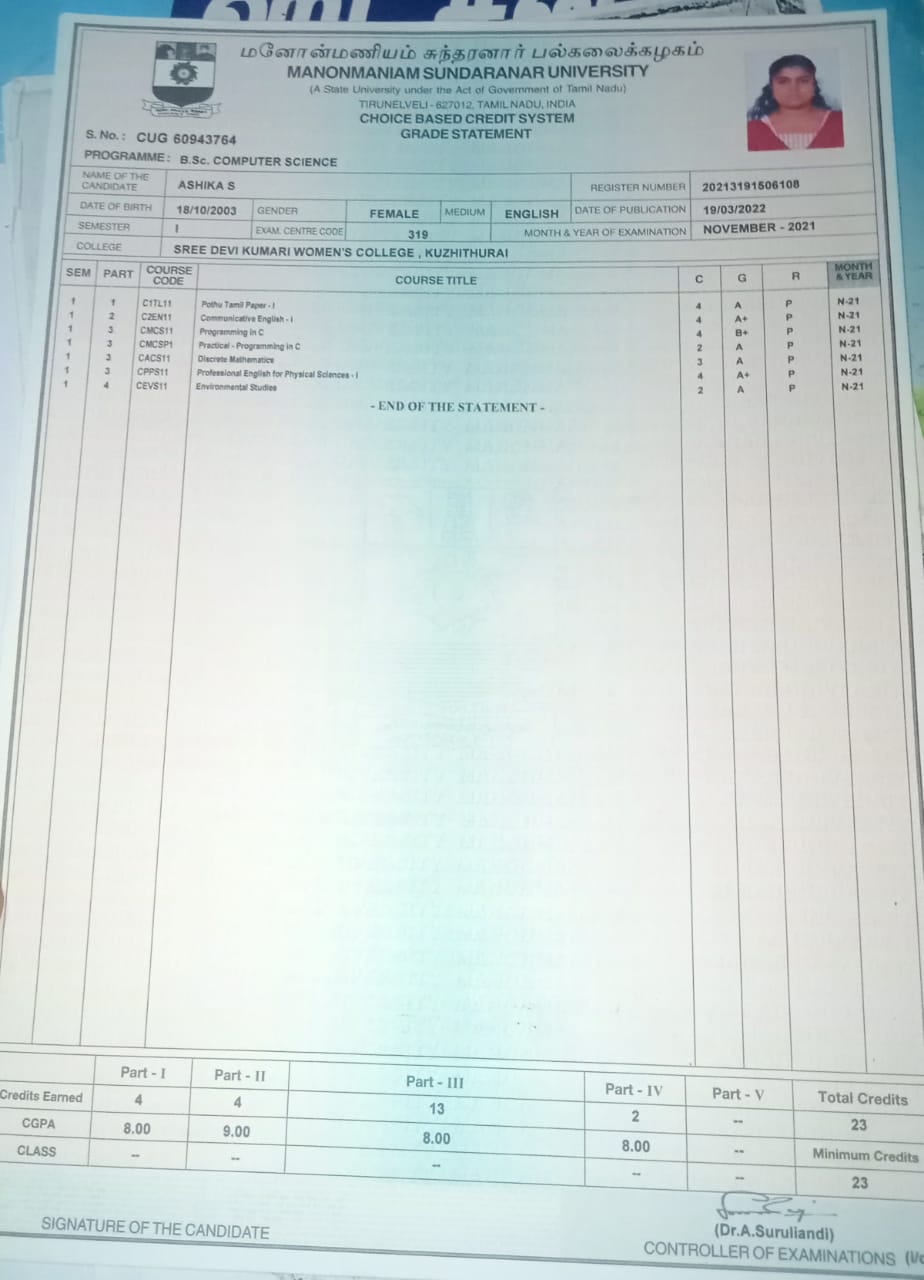 மனோன்மணியம் சுந்தரனார் பல்கலைக்கழகம்
MANONMANIAM SUNDARANAR UNIVERSITY
(A State University under the Act of Government of Tamil Nadu)
TIRUNELVELI - 627012, TAMIL NADU, INDIA
CHOICE BASED CREDIT SYSTEM
GRADE STATEMENT
S. No.: CUG 60943764
PROGRAMME: B.Sc. COMPUTER SCIENCE
NAME OF THE CANDIDATE ASHIKA S REGISTER NUMBER 20213191506108
DATE OF BIRTH 18/10/2003 GENDER FEMALE MEDIUM ENGLISH DATE OF PUBLICATION 19/03/2022
SEMESTER I EXAM. CENTRE CODE 319 MONTH & YEAR OF EXAMINATION NOVEMBER - 2021
COLLEGE SREE DEVI KUMARI WOMEN'S COLLEGE , KUZHITHURAI
SEM PART COURSE CODE COURSE TITLE C G R MONTH & YEAR
1 1 C1TL11 Pothu Tamil Paper - I 4 A P N-21
1 2 C2EN11 Communicative English - I 4 A+ P N-21
1 3 CMCS11 Programming in C 4 B+ P N-21
1 3 CMCSP1 Practical - Programming in C 2 A P N-21
1 3 CACS11 Discrete Mathematics 3 A P N-21
1 3 CPPS11 Professional English for Physical Sciences - I 4 A+ P N-21
1 4 CEVS11 Environmental Studies 2 A P N-21
- END OF THE STATEMENT -
Part - I Part - II Part - III Part - IV Part - V Total Credits
Credits Earned 4 4 13 2 -- 23
CGPA 8.00 9.00 8.00 8.00 -- Minimum Credits
CLASS -- -- -- -- -- 23
SIGNATURE OF THE CANDIDATE
(Dr.A.Suruliandi)
CONTROLLER OF EXAMINATIONS (I/c